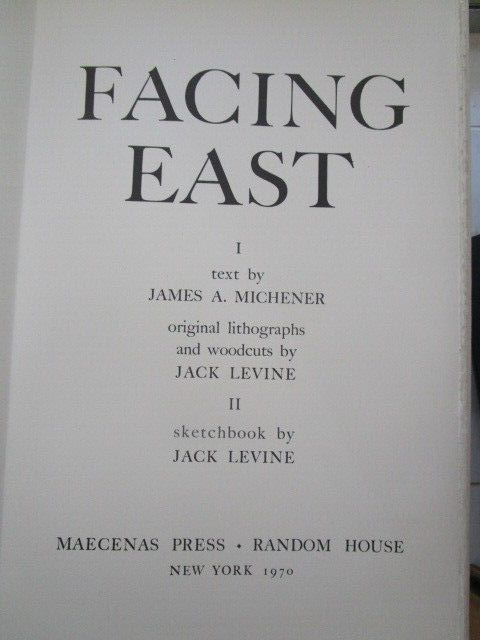 FACING
EAST
I
text by
JAMES A. MICHENER
original lithographs
and woodcuts by
JACK LEVINE
II
sketchbook by
JACK LEVINE
MAECENAS PRESS • RANDOM HOUSE
NEW YORK 1970